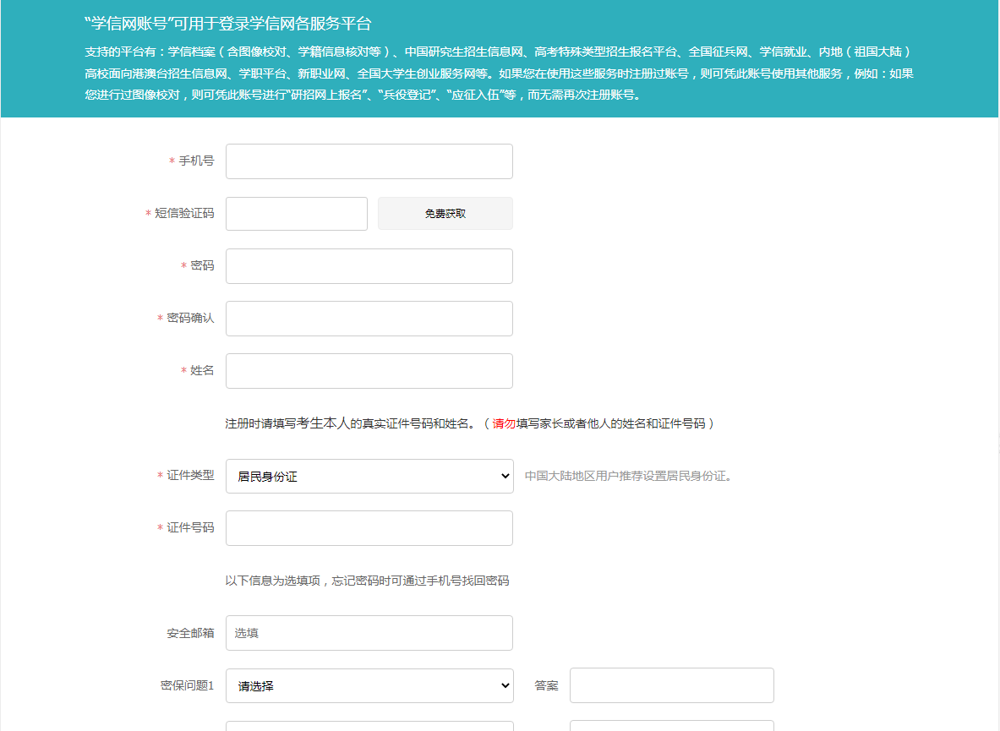 “学信网账号”可用于登录学信网各服务平台
支持的平台有：学信档案（含图像校对、学籍信息核对等）、中国研究生招生信息网、高考特殊类型招生报名平台、全国征兵网、学信就业、内地（祖国大陆）
高校面向港澳台招生信息网、学职平台、新职业网、全国大学生创业服务网等。如果您在使用这些服务时注册过账号，则可凭此账号使用其他服务，例如：如果
您进行过图像校对，则可凭此账号进行“研招网上报名”、“兵役登记”、“应征入伍”等，而无需再次注册账号。
* 手机号
* 短信验证码 免费获取
* 密码
* 密码确认
* 姓名
注册时请填写考生本人的真实证件号码和姓名。（请勿填写家长或者他人的姓名和证件号码）
* 证件类型 居民身份证 中国大陆地区用户推荐设置居民身份证。
* 证件号码
以下信息为选填项，忘记密码时可通过手机号找回密码
安全邮箱 选填
密保问题1 请选择 答案